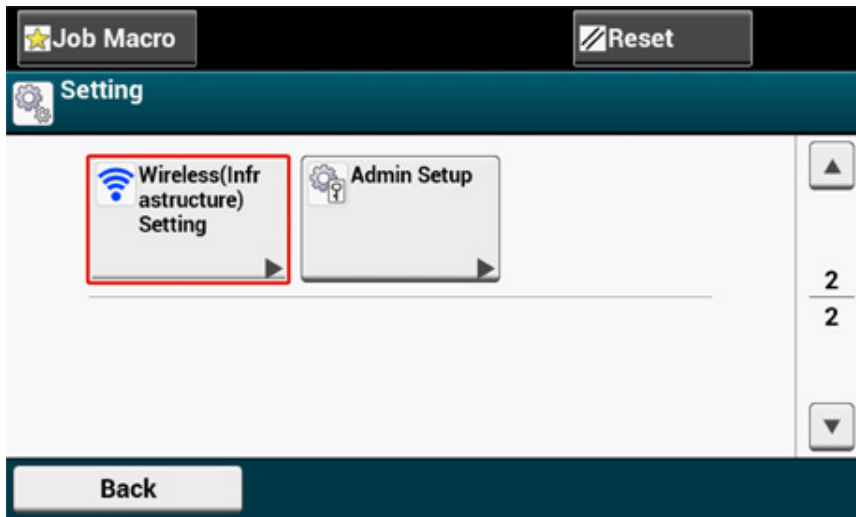 Job Macro
Reset
Setting
Wireless(Infr
astructure)
Setting
Admin Setup
2
2
Back